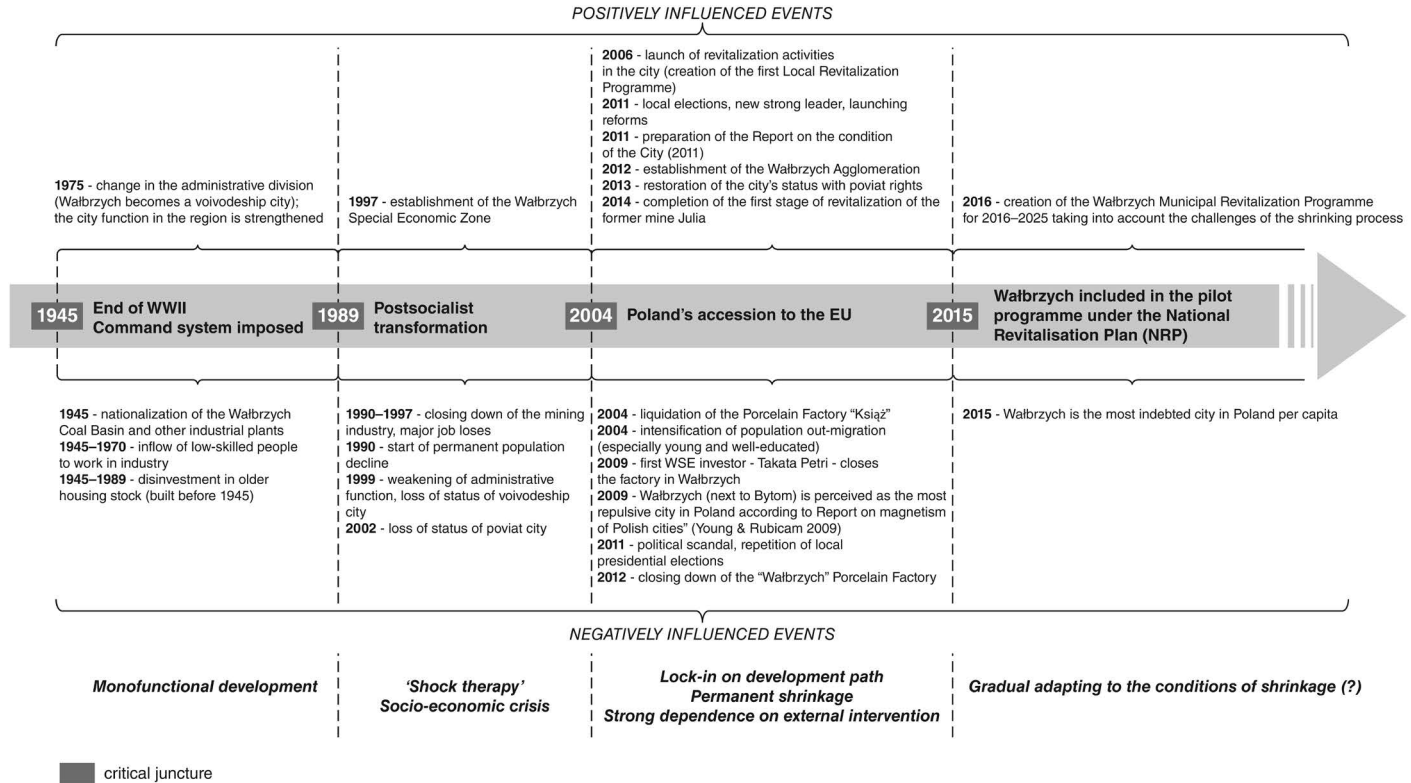 POSITIVELY INFLUENCED EVENTS
1975 - change in the administrative division
(Wałbrzych becomes a voivodeship city);
the city function in the region is strengthened
1997 - establishment of the Wałbrzych
Special Economic Zone
2006 - launch of revitalization activities
in the city (creation of the first Local Revitalization
Programme)
2011 - local elections, new strong leader, launching
reforms
2011 - preparation of the Report on the condition
of the City (2011)
2012 - establishment of the Wałbrzych Agglomeration
2013 - restoration of the city's status with poviat rights
2014 - completion of the first stage of revitalization of the
former mine Julia
2016 - creation of the Wałbrzych Municipal Revitalization Programme
for 2016–2025 taking into account the challenges of the shrinking process
1945
End of WWII
Command system imposed
1989
Postsocialist
transformation
2004
Poland's accession to the EU
2015
Wałbrzych included in the pilot
programme under the National
Revitalisation Plan (NRP)
1945 - nationalization of the Wałbrzych
Coal Basin and other industrial plants
1945–1970 - inflow of low-skilled people
to work in industry
1945–1989 - disinvestment in older
housing stock (built before 1945)
1990–1997 - closing down of the mining
industry, major job loses
1990 - start of permanent population
decline
1999 - weakening of administrative
function, loss of status of voivodeship
city
2002 - loss of status of poviat city
2004 - liquidation of the Porcelain Factory “Książ”
2004 - intensification of population out-migration
(especially young and well-educated)
2009 - first WSE investor - Takata Petri - closes
the factory in Wałbrzych
2009 - Wałbrzych (next to Bytom) is perceived as the most
repulsive city in Poland according to Report on magnetism
of Polish cities” (Young & Rubicam 2009)
2011 - political scandal, repetition of local
presidential elections
2012 - closing down of the “Wałbrzych” Porcelain Factory
2015 - Wałbrzych is the most indebted city in Poland per capita
NEGATIVELY INFLUENCED EVENTS
Monofunctional development
‘Shock therapy’
Socio-economic crisis
Lock-in on development path
Permanent shrinkage
Strong dependence on external intervention
Gradual adapting to the conditions of shrinkage (?)
critical juncture